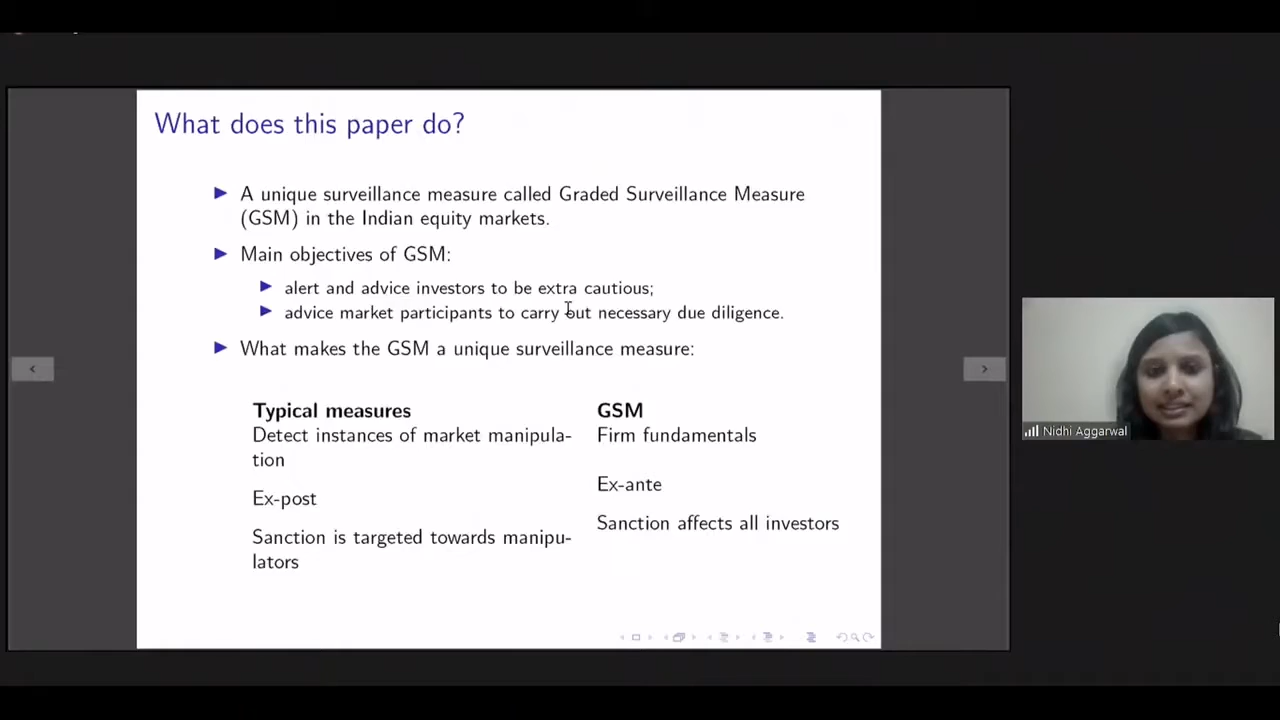 What does this paper do?
A unique surveillance measure called Graded Surveillance Measure
(GSM) in the Indian equity markets.
Main objectives of GSM:
alert and advice investors to be extra cautious;
advice market participants to carry out necessary due diligence.
What makes the GSM a unique surveillance measure:
Typical measures
Detect instances of market manipula-
tion
Ex-post
Sanction is targeted towards manipu-
lators
GSM
Firm fundamentals
Ex-ante
Sanction affects all investors
Nidhi Aggarwal